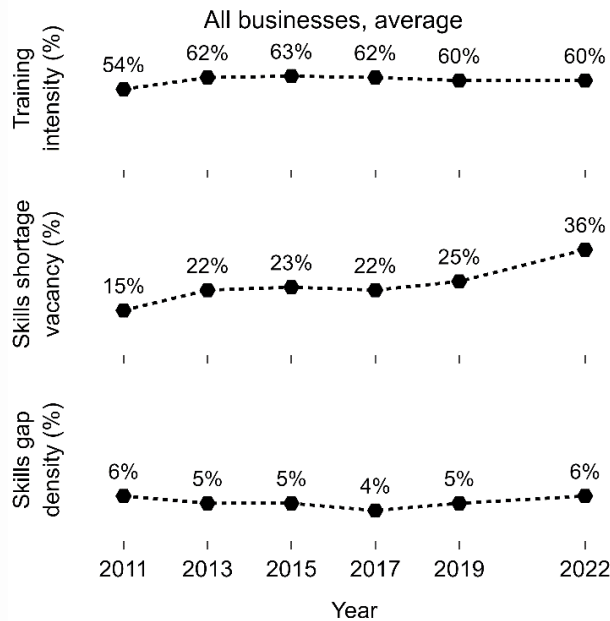 All businesses, average
Training
intensity (%)
54% 62% 63% 62% 60% 60%
Skills shortage
vacancy (%)
15% 22% 23% 22% 25% 36%
Skills gap
density (%)
6% 5% 5% 4% 5% 6%
2011 2013 2015 2017 2019 2022
Year